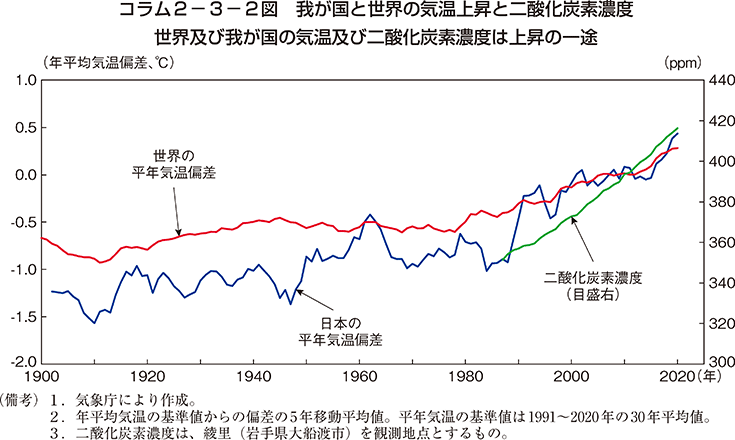 コラム2-3-2図　我が国と世界の気温上昇と二酸化炭素濃度
世界及び我が国の気温及び二酸化炭素濃度は上昇の一途
（年平均気温偏差、℃）
（ppm）
1.0
0.5
0.0
-0.5
-1.0
-1.5
-2.0
440
420
400
380
360
340
320
300
世界の
平年気温偏差
日本の
平年気温偏差
二酸化炭素濃度
（目盛右）
1900
1920
1940
1960
1980
2000
2020（年）
（備考）1．気象庁により作成。
2．年平均気温の基準値からの偏差の5年移動平均値。平年気温の基準値は1991～2020年の30年平均値。
3．二酸化炭素濃度は、綾里（岩手県大船渡市）を観測地点とするもの。